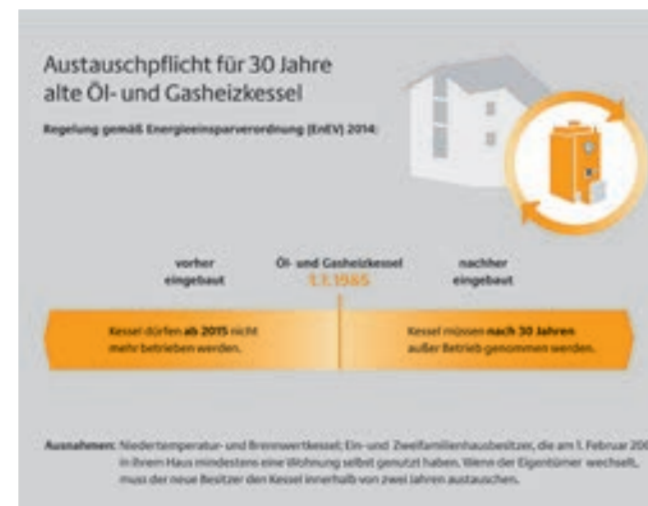 Austauschpflicht für 30 Jahre
alte Öl- und Gasheizkessel
Regelung gemäß Energieeinsparverordnung (EnEV) 2014:
vorher
eingebaut
Öl- und Gasheizkessel
1.1.1985
nachher
eingebaut
Kessel dürfen ab 2015 nicht
mehr betrieben werden.
Kessel müssen nach 30 Jahren
außer Betrieb genommen werden.
Ausnahmen: Niedertemperatur- und Brennwertkessel; Ein- und Zweifamilienhausbesitzer, die am 1. Februar
in ihrem Haus mindestens eine Wohnung selbst genutzt haben. Wenn der Eigentümer wechselt,
muss der neue Besitzer den Kessel innerhalb von zwei Jahren austauschen.